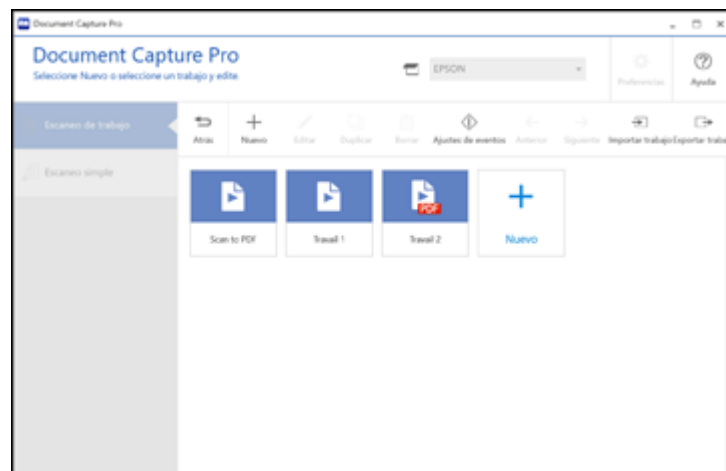 Document Capture Pro
Document Capture Pro
Seleccione Nuevo o seleccione un trabajo y edite.
EPSON
Preferencias
Ayuda
Escaneo de trabajo
Escaneo simple
Atrás
Nuevo
Editar
Duplicar
Borrar
Ajustes de eventos
Anterior
Siguiente
Importar trabajo
Exportar traba
Scan to PDF
Travail 1
PDF
Travail 2
Nuevo